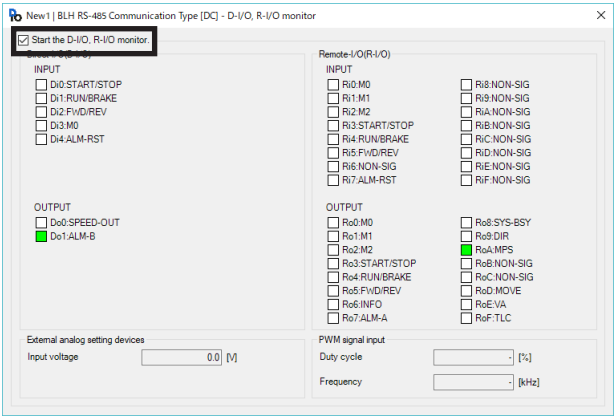 New1 | BLH RS-485 Communication Type [DC] - D-I/O, R-I/O monitor
Start the D-I/O, R-I/O monitor.
INPUT
Di0:START/STOP
Di1:RUN/BRAKE
Di2:FWD/REV
Di3:M0
Di4:ALM-RST
OUTPUT
Do0:SPEED-OUT
Do1:ALM-B
Remote-I/O(R-I/O)
INPUT
Ri0:M0
Ri1:M1
Ri2:M2
Ri3:START/STOP
Ri4:RUN/BRAKE
Ri5:FWD/REV
Ri6:NON-SIG
Ri7:ALM-RST
Ri8:NON-SIG
Ri9:NON-SIG
RiA:NON-SIG
RiB:NON-SIG
RiC:NON-SIG
RiD:NON-SIG
RiE:NON-SIG
RiF:NON-SIG
OUTPUT
Ro0:M0
Ro1:M1
Ro2:M2
Ro3:START/STOP
Ro4:RUN/BRAKE
Ro5:FWD/REV
Ro6:INFO
Ro7:ALM-A
Ro8:SYS-BSY
Ro9:DIR
RoA:MPS
RoB:NON-SIG
RoC:NON-SIG
RoD:MOVE
RoE:VA
RoF:TLC
External analog setting devices
Input voltage 0.0 [V]
PWM signal input
Duty cycle - [%]
Frequency - [kHz]